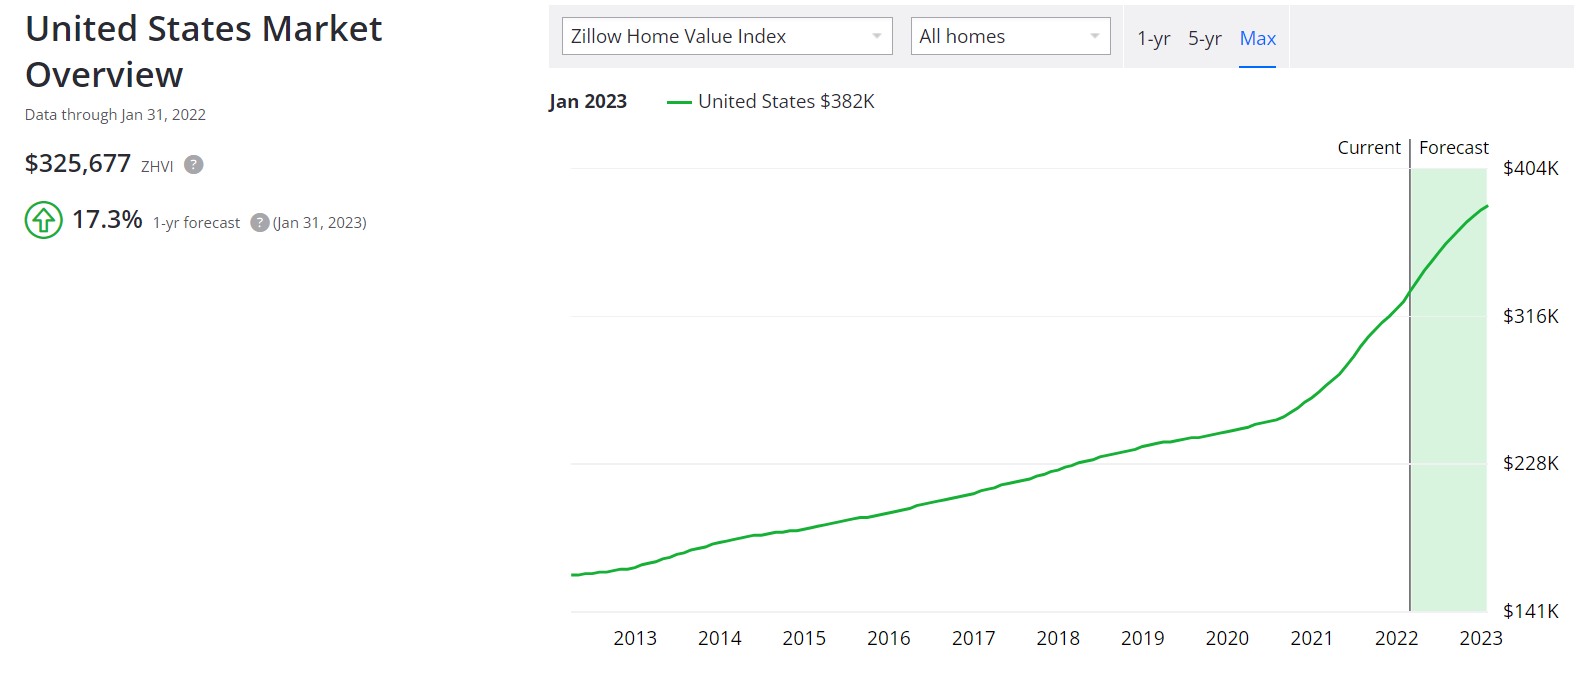 United States Market
Overview
Data through Jan 31, 2022
$325,677 ZHVI ?
17.3% 1-yr forecast ? (Jan 31, 2023)
Zillow Home Value Index All homes 1-yr 5-yr Max
Jan 2023 United States $382K
Current Forecast
$404K
$316K
$228K
$141K
2013 2014 2015 2016 2017 2018 2019 2020 2021 2022 2023